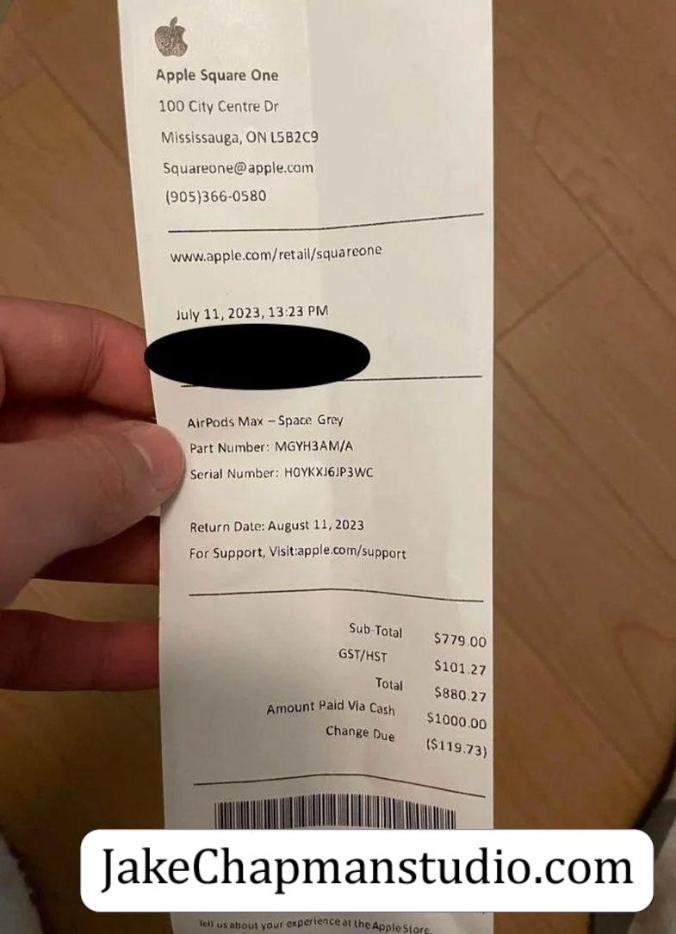 Apple Square One
100 City Centre Dr
Mississauga, ON L5B2C9
Squareone@apple.com
(905)366-0580
www.apple.com/retail/squareone
July 11, 2023, 13:23 PM
AirPods Max – Space Grey
Part Number: MGYH3AM/A
Serial Number: H0YKXJ6JP3WC
Return Date: August 11, 2023
For Support, Visit:apple.com/support
Sub-Total $779.00
GST/HST $101.27
Total $880.27
Amount Paid Via Cash $1000.00
Change Due ($119.73)
JakeChapmanstudio.com
Tell us about your experience at the Apple Store.